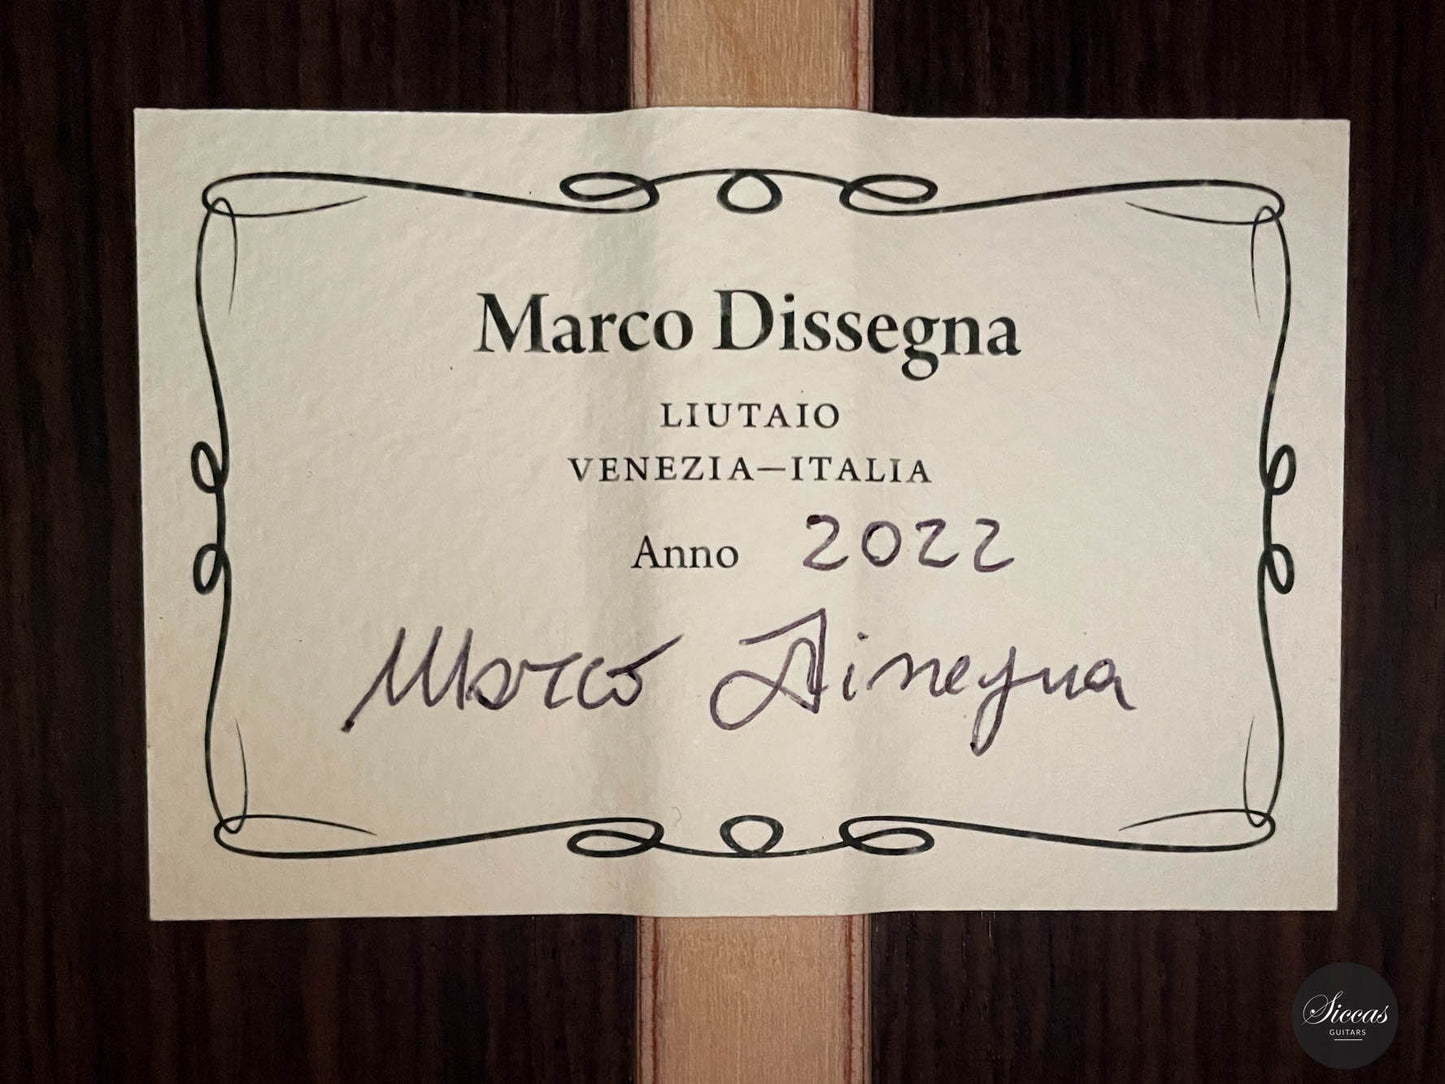 Marco Dissegna
LIUTAIO
VENEZIA—ITALIA
Anno 2022
Marco Dissegna
Siccas
GUITARS